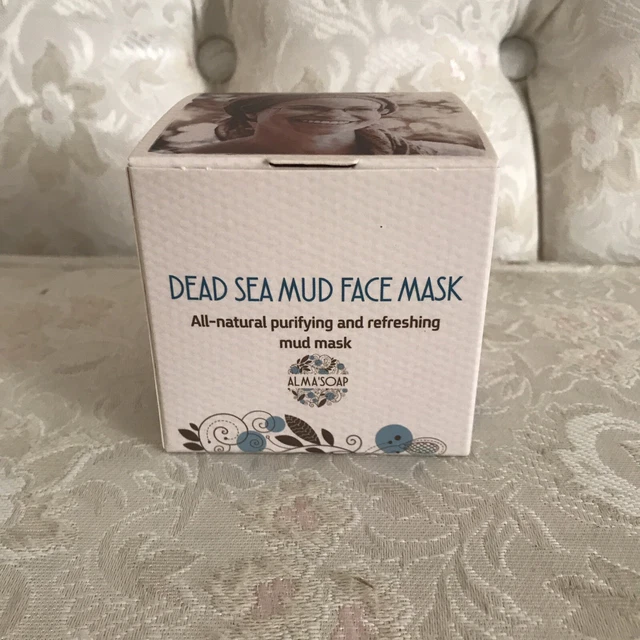 DEAD SEA MUD FACE MASK
All-natural purifying and refreshing
mud mask
ALMA'SOAP